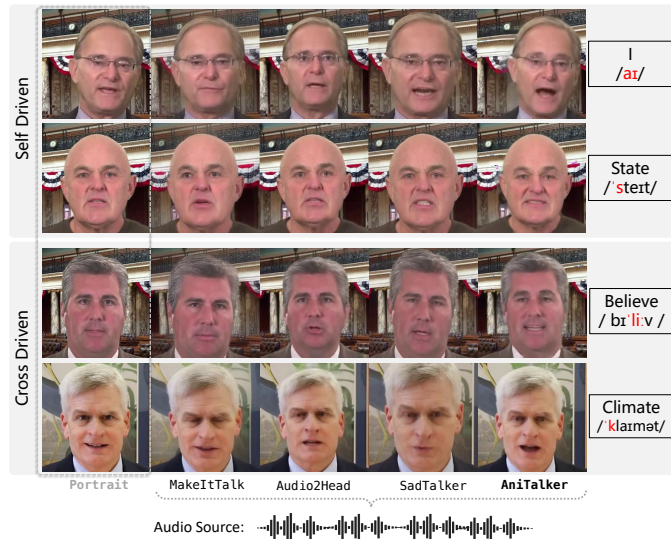 Self Driven
I
/aɪ/
State
/ˈsteɪt/
Cross Driven
Believe
/ bɪˈliːv /
Climate
/ˈklaɪmət/
Portrait MakeItTalk Audio2Head SadTalker AniTalker
Audio Source: